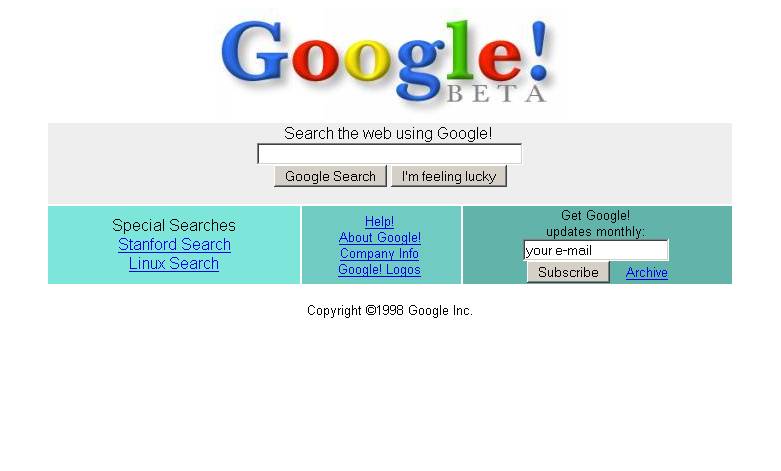 Google!
BETA
Search the web using Google!
Google Search I'm feeling lucky
Special Searches
Stanford Search
Linux Search
Help!
About Google!
Company Info
Google! Logos
Get Google!
updates monthly:
your e-mail
Subscribe Archive
Copyright ©1998 Google Inc.